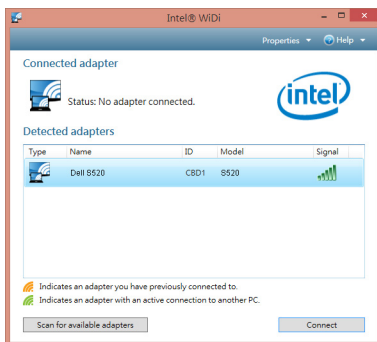 Intel® WiDi
Properties Help
Connected adapter
Status: No adapter connected.
intel
Detected adapters
Type Name ID Model Signal
Dell 8520 CBD1 8520
Indicates an adapter you have previously connected to.
Indicates an adapter with an active connection to another PC.
Scan for available adapters Connect